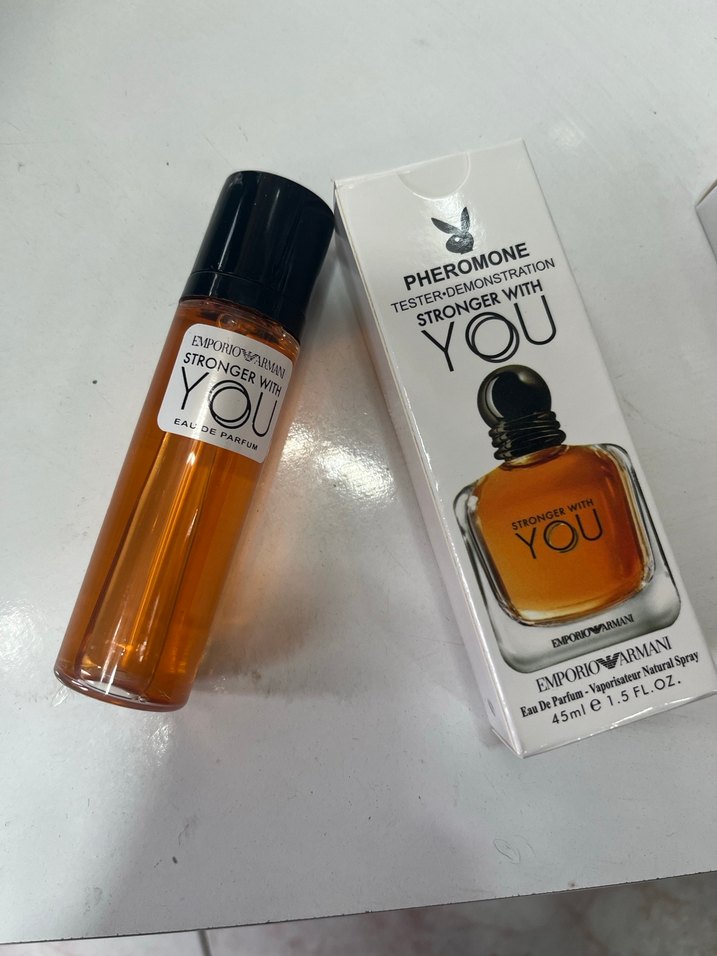 EMPORIO ARMANI
STRONGER WITH
YOU
EAU DE PARFUM
PHEROMONE
TESTER•DEMONSTRATION
STRONGER WITH
YOU
STRONGER WITH
YOU
EMPORIO ARMANI
EMPORIO ARMANI
Eau De Parfum - Vaporisateur Natural Spray
45ml e 1.5 FL.OZ.